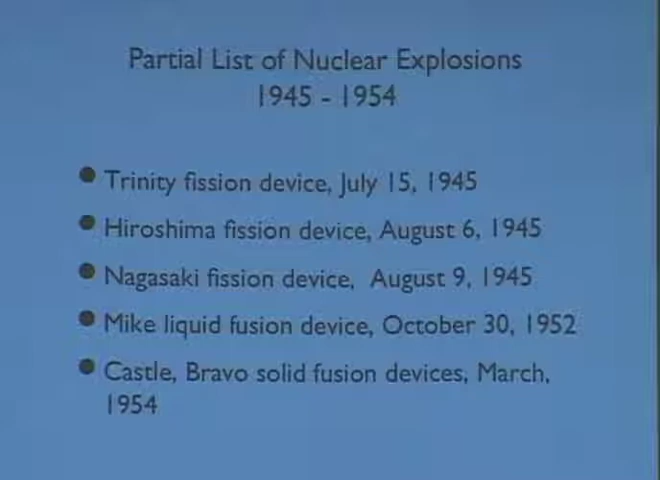 Partial List of Nuclear Explosions
1945 - 1954
● Trinity fission device, July 15, 1945
● Hiroshima fission device, August 6, 1945
● Nagasaki fission device, August 9, 1945
● Mike liquid fusion device, October 30, 1952
● Castle, Bravo solid fusion devices, March,
1954